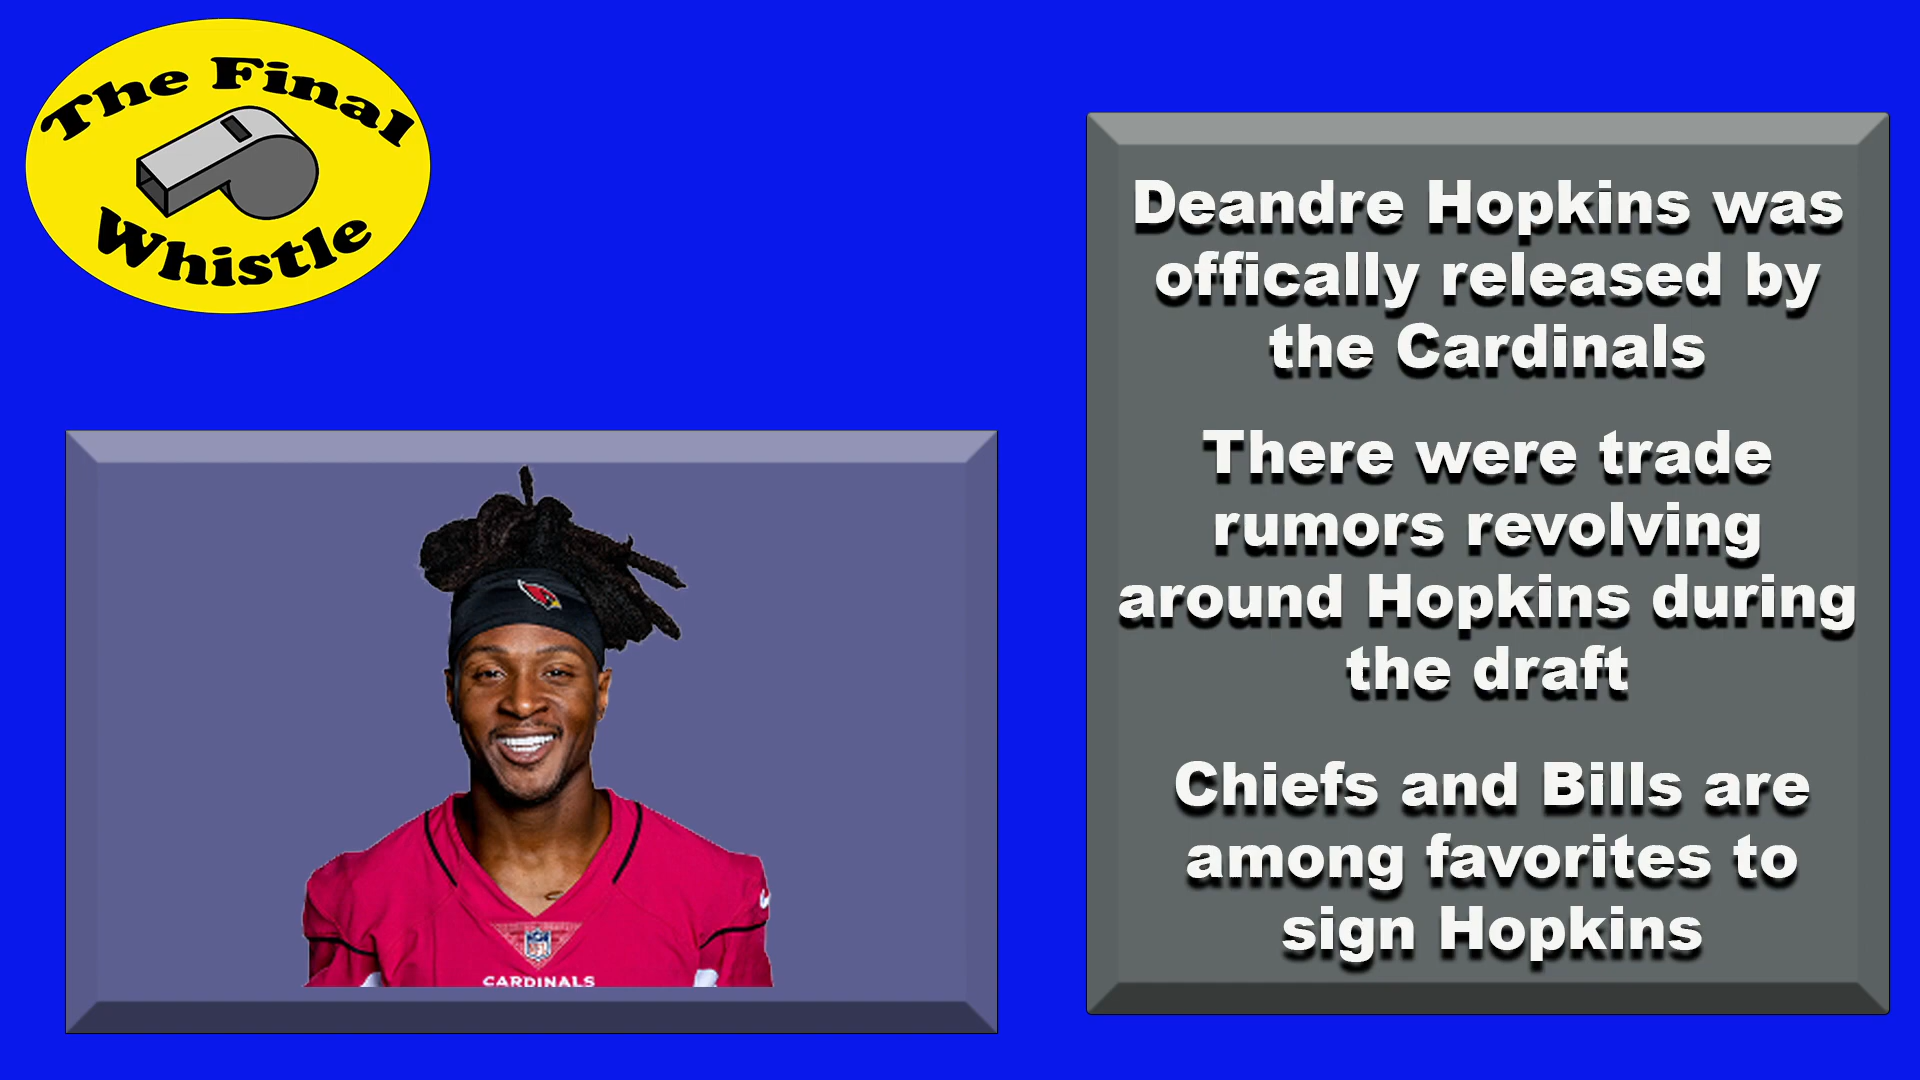 The Final
Whistle
Deandre Hopkins was
offically released by
the Cardinals
There were trade
rumors revolving
around Hopkins during
the draft
Chiefs and Bills are
among favorites to
sign Hopkins
NFL
CARDINALS